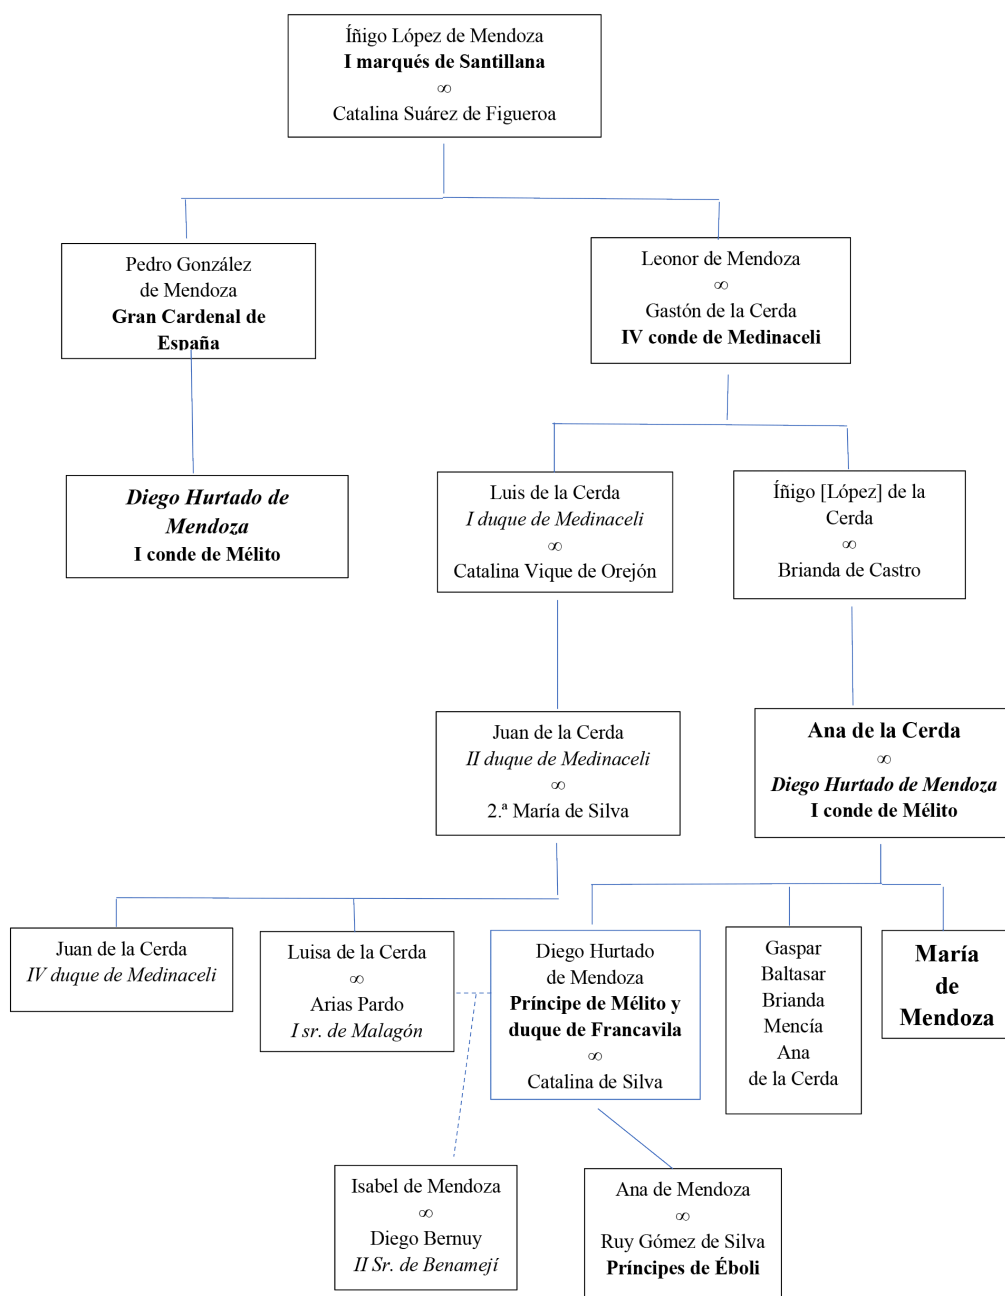 Íñigo López de Mendoza
I marqués de Santillana
∞
Catalina Suárez de Figueroa
Pedro González
de Mendoza
Gran Cardenal de
España
Leonor de Mendoza
∞
Gastón de la Cerda
IV conde de Medinaceli
Diego Hurtado de
Mendoza
I conde de Mélito
Luis de la Cerda
I duque de Medinaceli
∞
Catalina Vique de Orejón
Íñigo [López] de la
Cerda
∞
Brianda de Castro
Juan de la Cerda
II duque de Medinaceli
∞
2.ª María de Silva
Ana de la Cerda
∞
Diego Hurtado de Mendoza
I conde de Mélito
Juan de la Cerda
IV duque de Medinaceli
Luisa de la Cerda
∞
Arias Pardo
I sr. de Malagón
Diego Hurtado
de Mendoza
Príncipe de Mélito y
duque de Francavila
∞
Catalina de Silva
Gaspar
Baltasar
Brianda
Mencía
Ana
de la Cerda
María
de
Mendoza
Isabel de Mendoza
∞
Diego Bernuy
II Sr. de Benamejí
Ana de Mendoza
∞
Ruy Gómez de Silva
Príncipes de Éboli